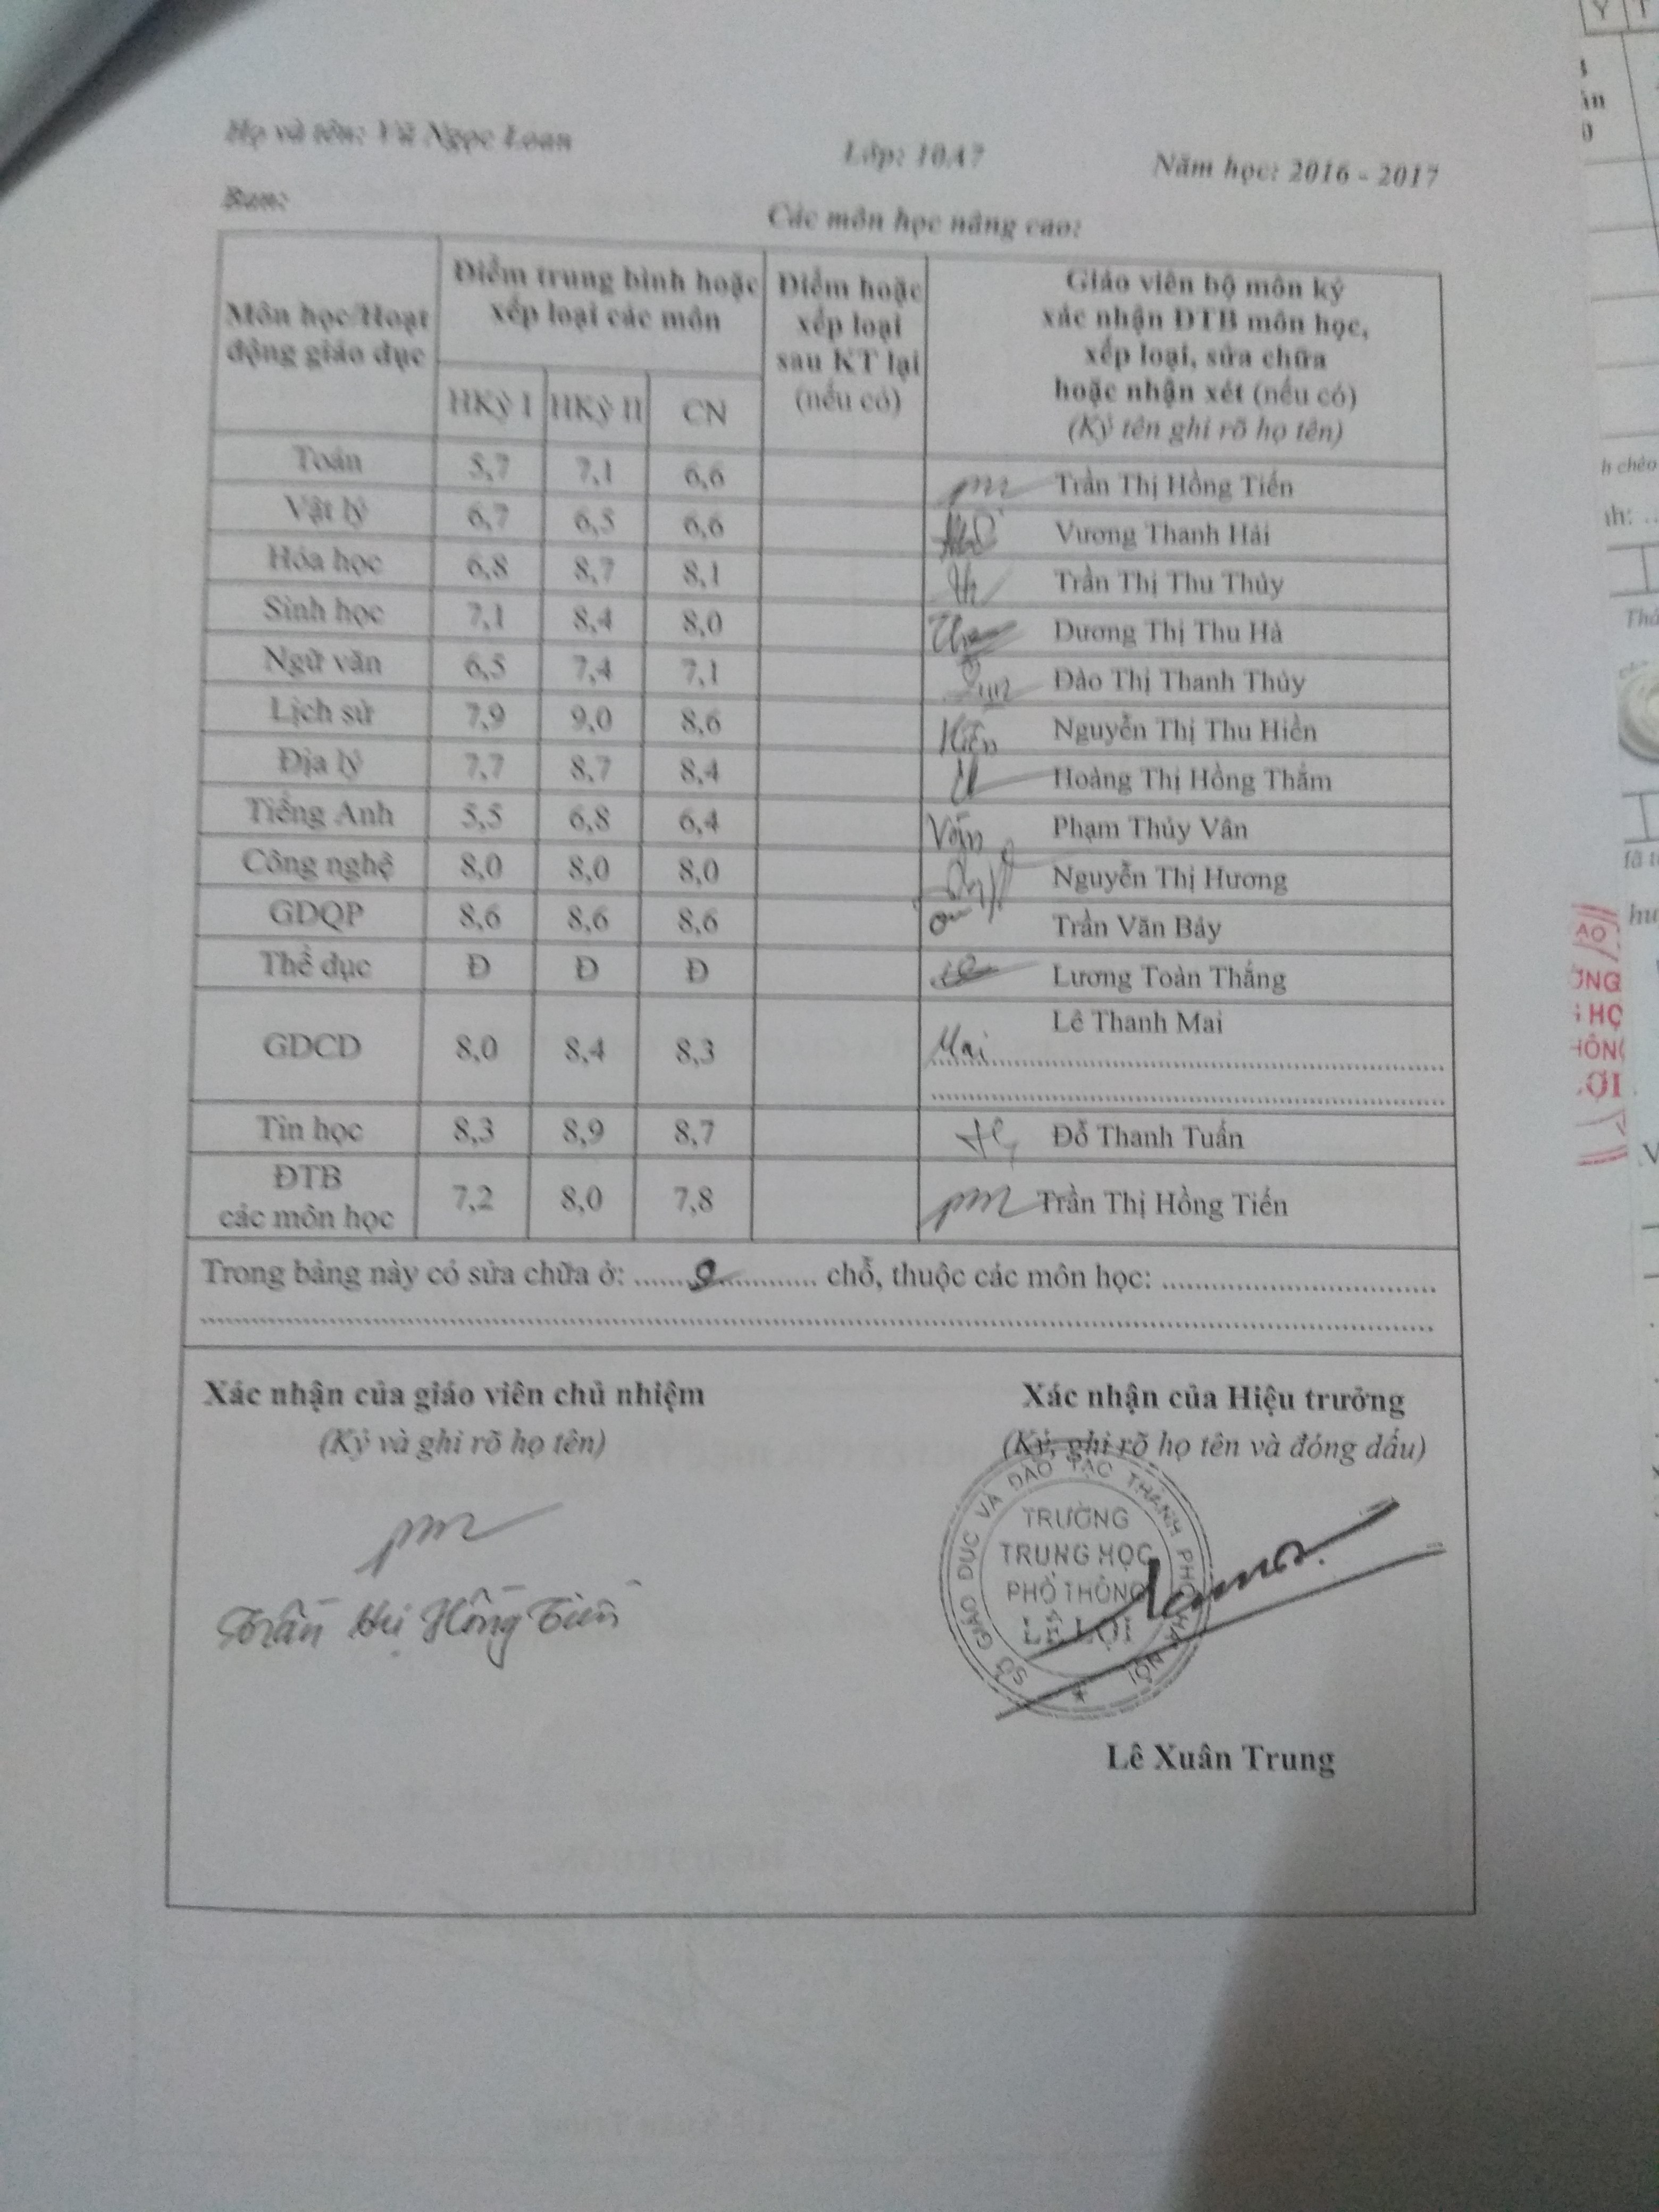 Họ và tên: Vũ Ngọc Loan Lớp: 10A7 Năm học: 2016 - 2017
Ban: Các môn học nâng cao:
Môn học/Hoạt động giáo dục
Điểm trung bình hoặc
xếp loại các môn
HKỳ I HKỳ II CN
Điểm hoặc
xếp loại
sau KT lại
(nếu có)
Giáo viên bộ môn ký
xác nhận ĐTB môn học,
xếp loại, sửa chữa
hoặc nhận xét (nếu có)
(Ký tên ghi rõ họ tên)
Toán 5,7 7,1 6,6 Trần Thị Hồng Tiến
Vật lý 6,7 6,5 6,6 Vương Thanh Hải
Hóa học 6,8 8,7 8,1 Trần Thị Thu Thủy
Sinh học 7,1 8,4 8,0 Dương Thị Thu Hà
Ngữ văn 6,5 7,4 7,1 Đào Thị Thanh Thủy
Lịch sử 7,9 9,0 8,6 Hiền Nguyễn Thị Thu Hiền
Địa lý 7,7 8,7 8,4 Hoàng Thị Hồng Thắm
Tiếng Anh 5,5 6,8 6,4 Vân Phạm Thúy Vân
Công nghệ 8,0 8,0 8,0 Nguyễn Thị Hương
GDQP 8,6 8,6 8,6 Trần Văn Bảy
Thể dục Đ Đ Đ Lương Toàn Thắng
GDCD 8,0 8,4 8,3 Lê Thanh Mai
Mai
Tin học 8,3 8,9 8,7 Đỗ Thanh Tuấn
ĐTB
các môn học 7,2 8,0 7,8 Trần Thị Hồng Tiến
Trong bảng này có sửa chữa ở: ........0............ chỗ, thuộc các môn học: ..................................
Xác nhận của giáo viên chủ nhiệm
(Ký và ghi rõ họ tên)
Trần thị Hồng Tiến
Xác nhận của Hiệu trưởng
(Ký, ghi rõ họ tên và đóng dấu)
SỞ GIÁO DỤC VÀ ĐÀO TẠO THÀNH PHỐ HÀ NỘI
TRƯỜNG
TRUNG HỌC
PHỔ THÔNG
LÊ LỢI
Lê Xuân Trung